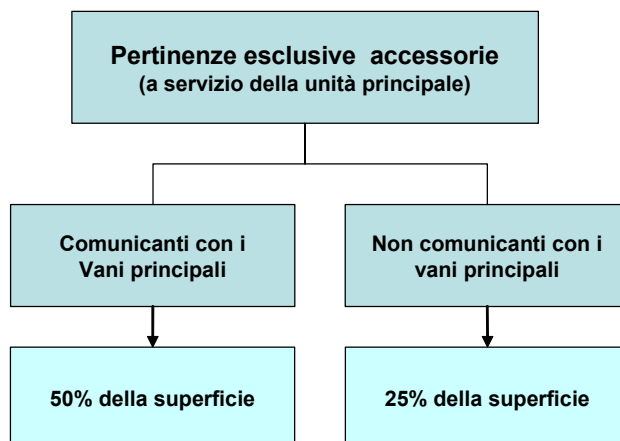 Pertinenze esclusive accessorie
(a servizio della unità principale)
Comunicanti con i
Vani principali
Non comunicanti con i
vani principali
50% della superficie
25% della superficie